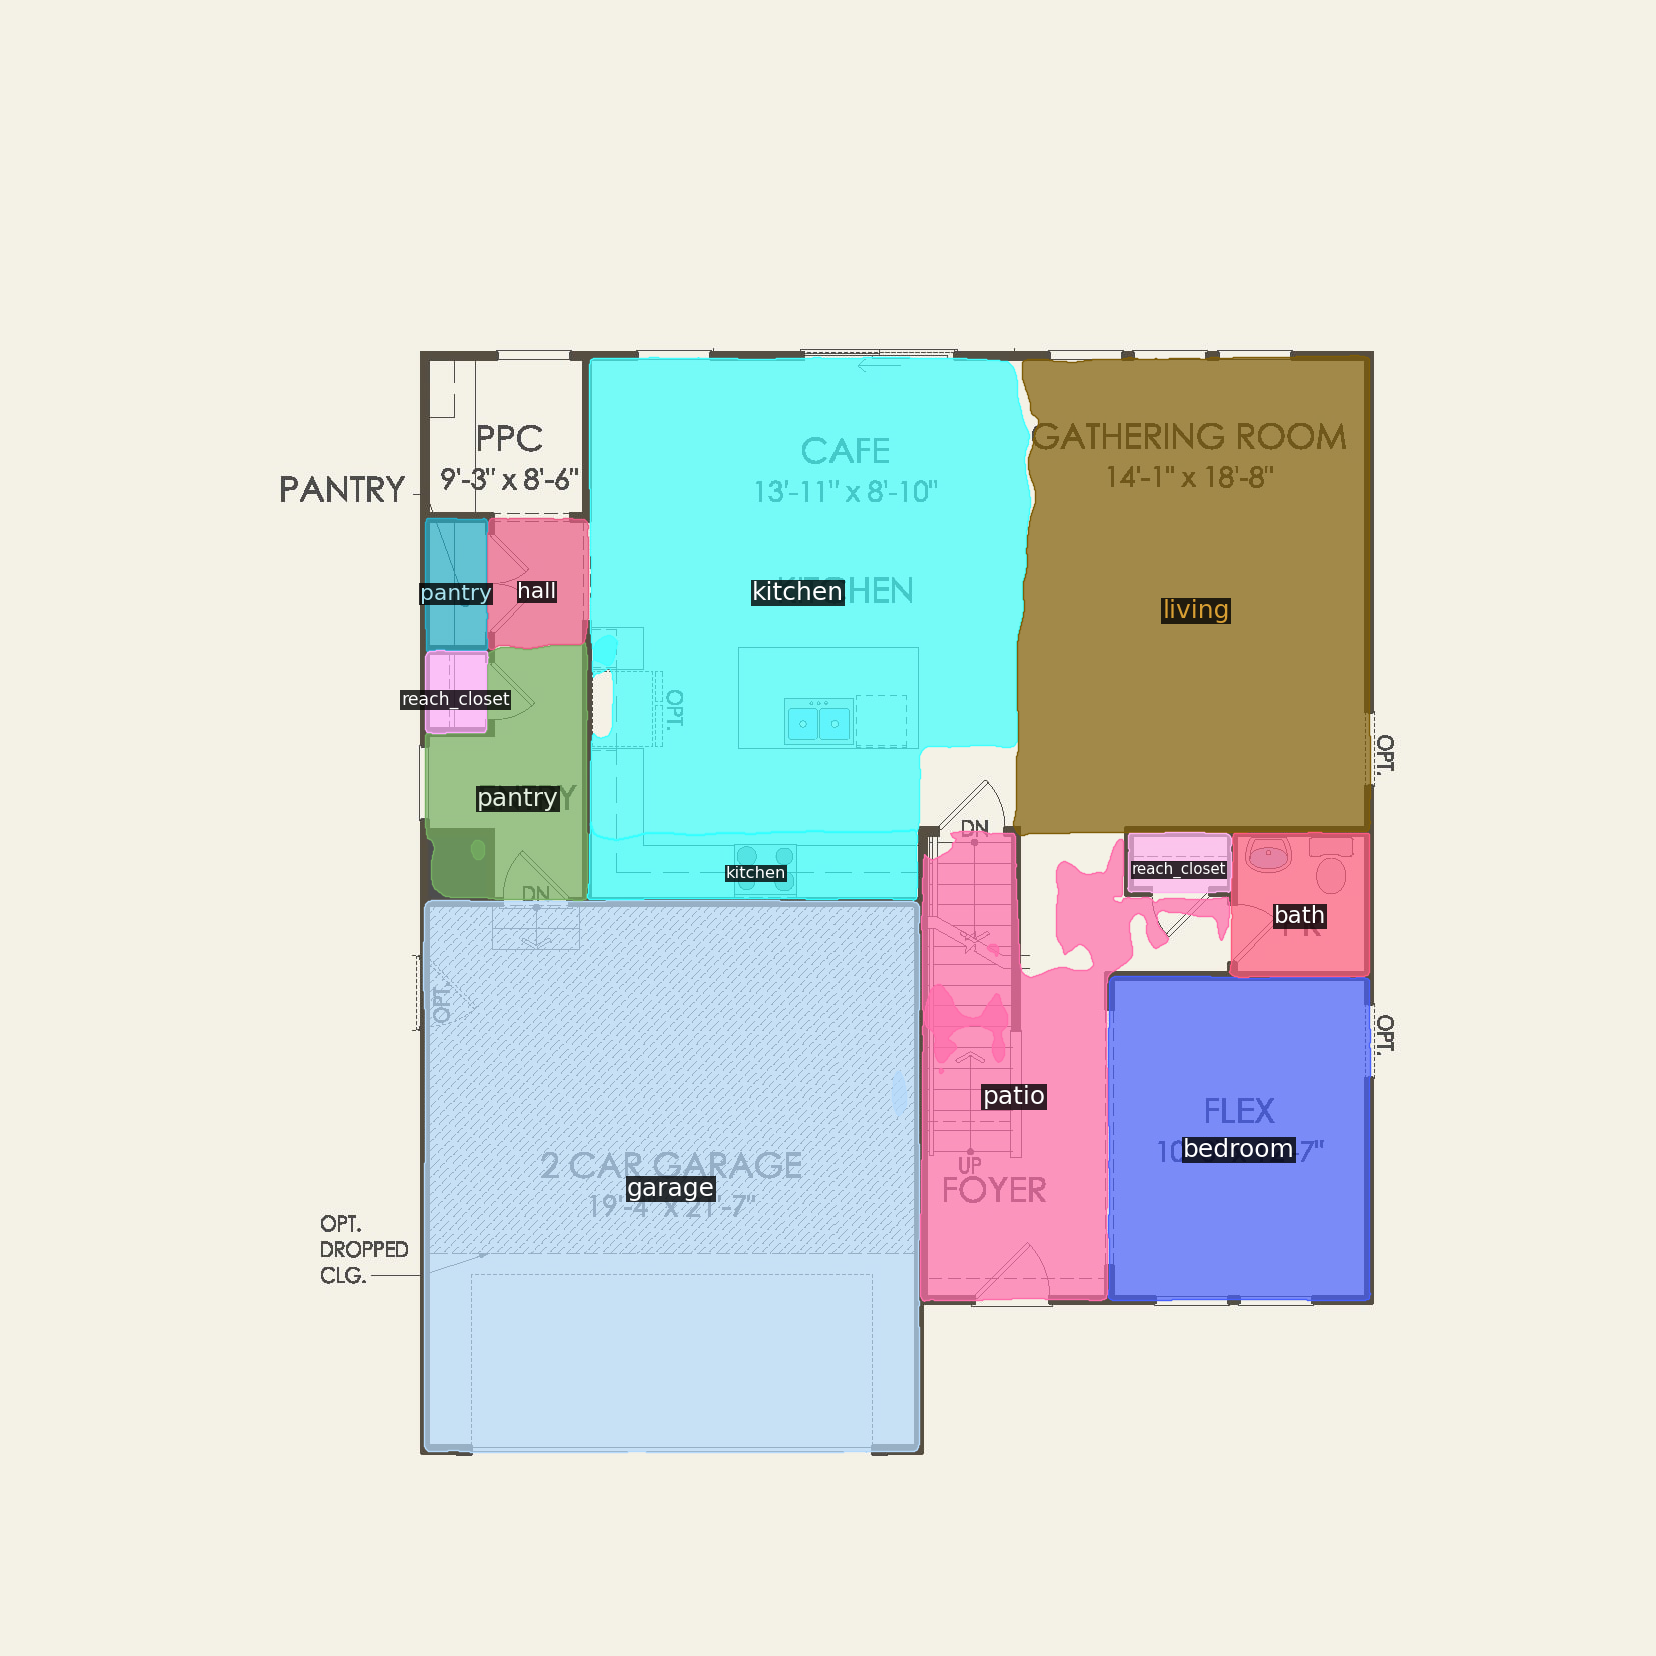 PPC
9'-3" x 8'-6"
PANTRY
CAFE
13'-11" x 8'-10"
GATHERING ROOM
14'-1" x 18'-8"
pantry
hall
kitchen
HEN
living
reach_closet
OPT.
OPT.
pantry
Y
DN
kitchen
reach_closet
DN
bath
OPT.
OPT.
patio
FLEX
bedroom
2 CAR GARAGE
garage
19'-4" x 21'-7"
UP
FOYER
OPT.
DROPPED
CLG.